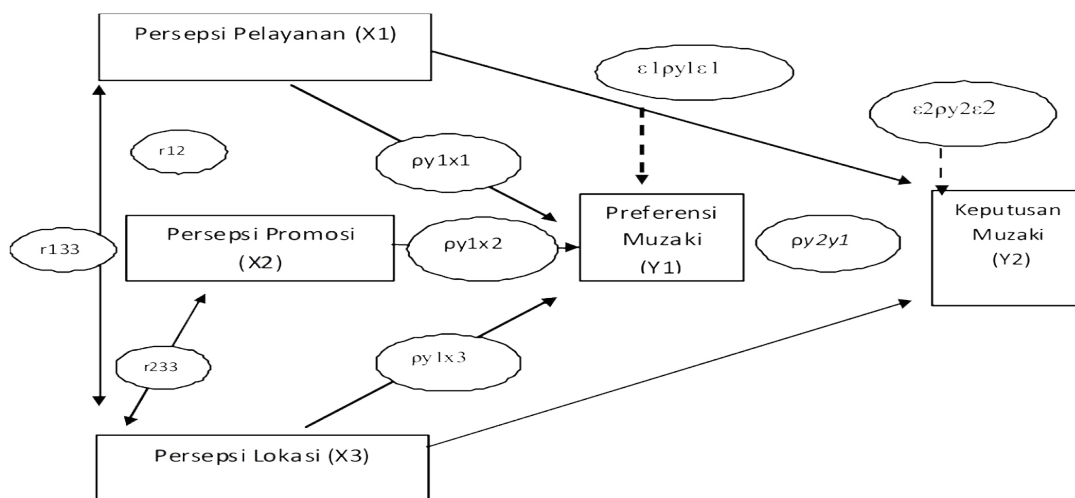 Persepsi Pelayanan (X1)
ε1ρy1ε1
ε2ρy2ε2
r12
ρy1x1
r133
Persepsi Promosi
(X2)
ρy1x2
Preferensi
Muzaki
(Y1)
ρy2y1
Keputusan
Muzaki
(Y2)
r233
ρy1x3
Persepsi Lokasi (X3)